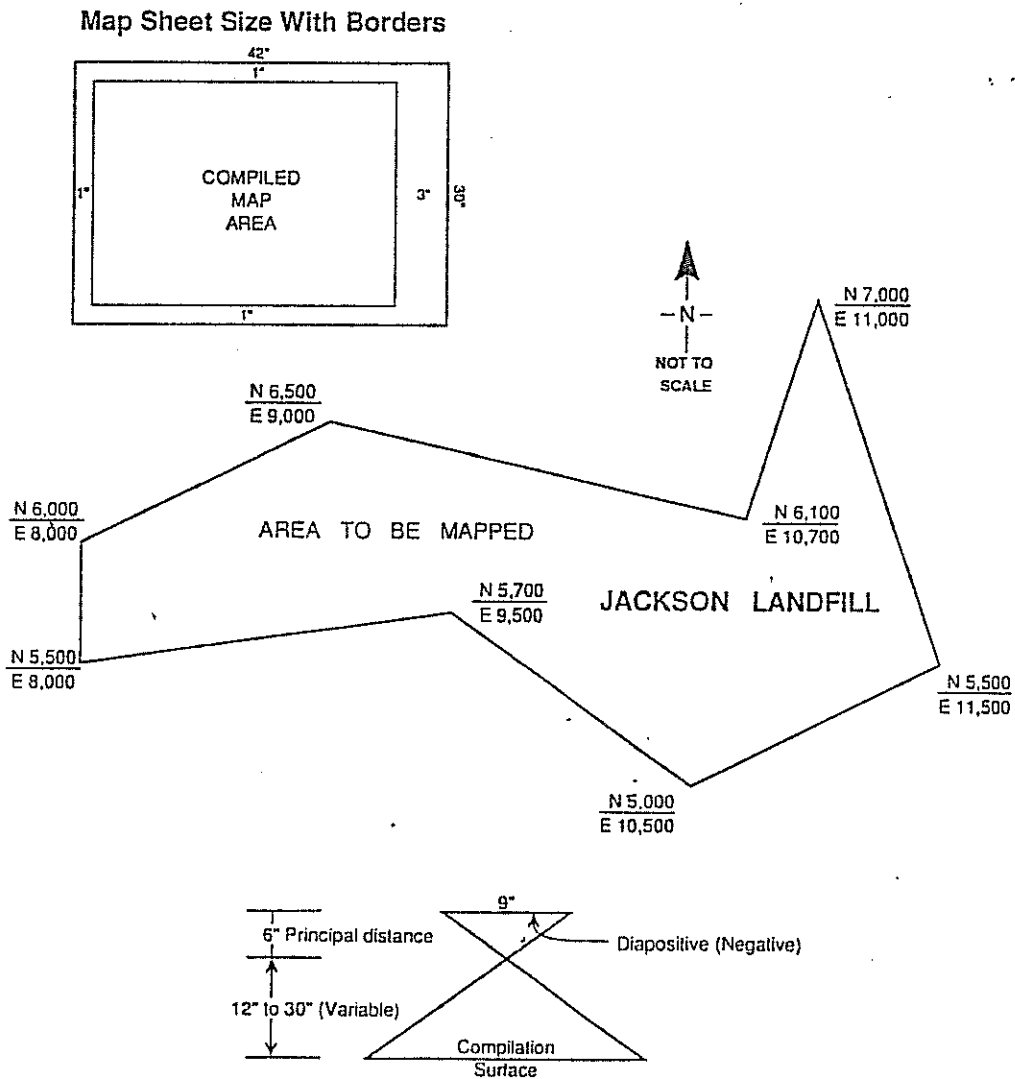 Map Sheet Size With Borders
42"
1"
COMPILED
MAP
AREA
1"
3"
30"
1"
N
NOT TO
SCALE
N 7,000
E 11,000
N 6,500
E 9,000
N 6,000
E 8,000
AREA TO BE MAPPED
N 6,100
E 10,700
N 5,700
E 9,500
JACKSON LANDFILL
N 5,500
E 8,000
N 5,500
E 11,500
N 5,000
E 10,500
9"
6" Principal distance
Diapositive (Negative)
12" to 30" (Variable)
Compilation
Surface